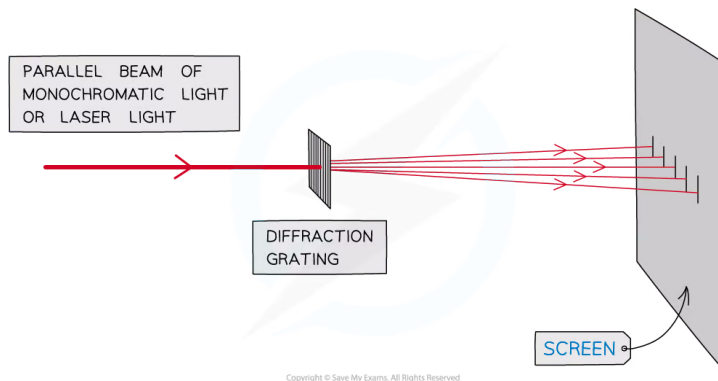 PARALLEL BEAM OF
MONOCHROMATIC LIGHT
OR LASER LIGHT
DIFFRACTION
GRATING
SCREEN
Copyright © Save My Exams. All Rights Reserved